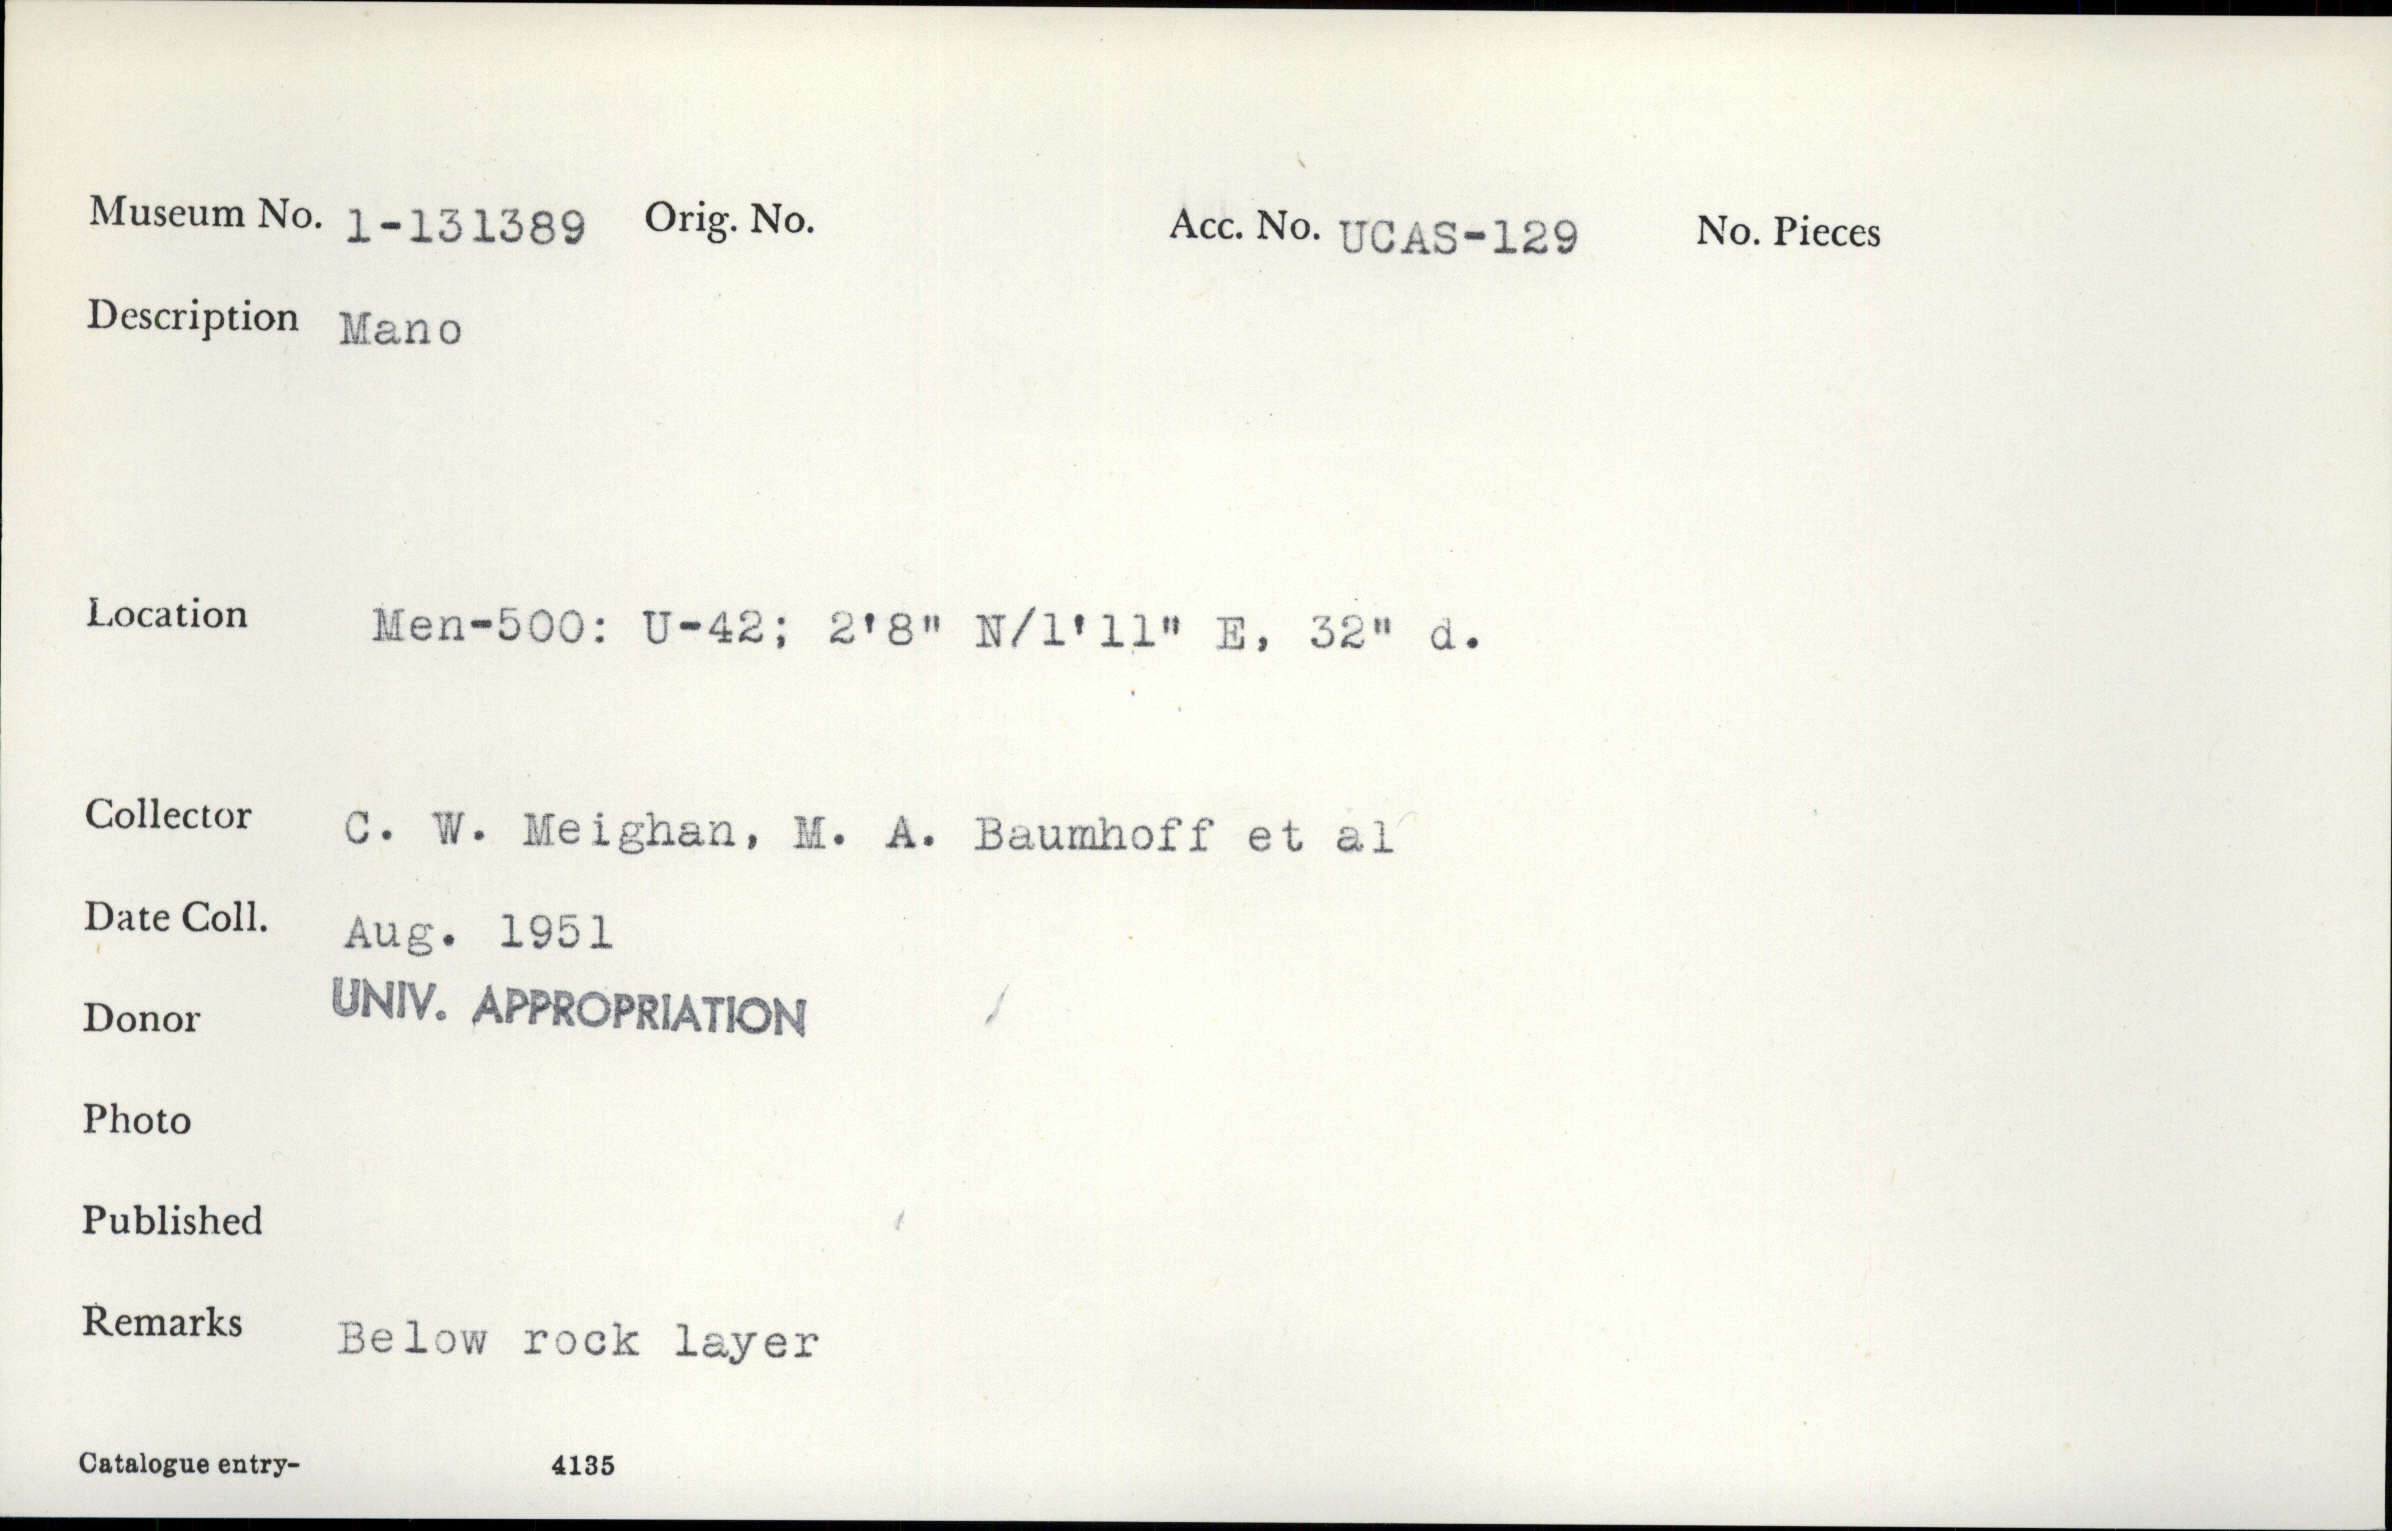 Museum No. 1-131389 Orig. No. Acc. No. UCAS-129 No. Pieces
Description Mano
Location Men-500: U-42; 2'8" N/1'11" E, 32" d.
Collector C. W. Meighan, M. A. Baumhoff et al
Date Coll. Aug. 1951
Donor UNIV. APPROPRIATION
Photo
Published
Remarks Below rock layer
Catalogue entry- 4135